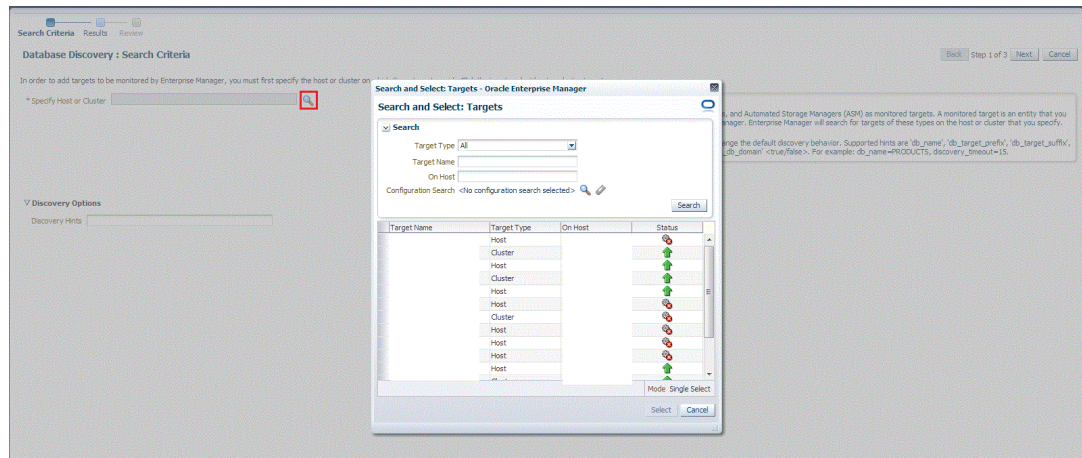 Search Criteria Results Review
Database Discovery : Search Criteria
Back Step 1 of 3 Next Cancel
In order to add targets to be monitored by Enterprise Manager, you must first specify the host or cluster on
* Specify Host or Cluster
, and Automated Storage Managers (ASM) as monitored targets. A monitored target is an entity that you
anager. Enterprise Manager will search for targets of these types on the host or cluster that you specify.
ange the default discovery behavior. Supported hints are 'db_name', 'db_target_prefix', 'db_target_suffix',
_db_domain' <true/false>. For example: db_name=PRODUCTS, discovery_timeout=15.
Discovery Options
Discovery Hints
Search and Select: Targets - Oracle Enterprise Manager
Search and Select: Targets
Search
Target Type All
Target Name
On Host
Configuration Search <No configuration search selected>
Search
Target Name Target Type On Host Status
Host
Cluster
Host
Cluster
Host
Host
Cluster
Host
Host
Host
Host
Mode Single Select
Select Cancel